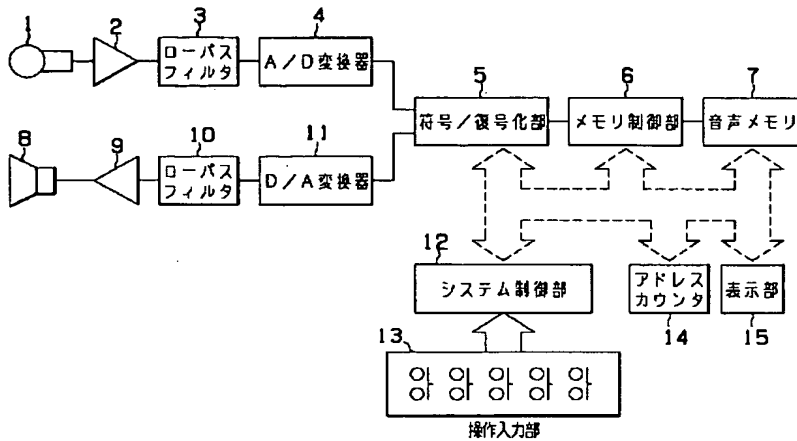 1
2
3
4
ローパス
フィルタ
A/D変換器
5
6
7
符号/復号化部
メモリ制御部
音声メモリ
8
9
10
11
ローパス
フィルタ
D/A変換器
12
システム制御部
アドレス
カウンタ
表示部
14
15
13
操作入力部